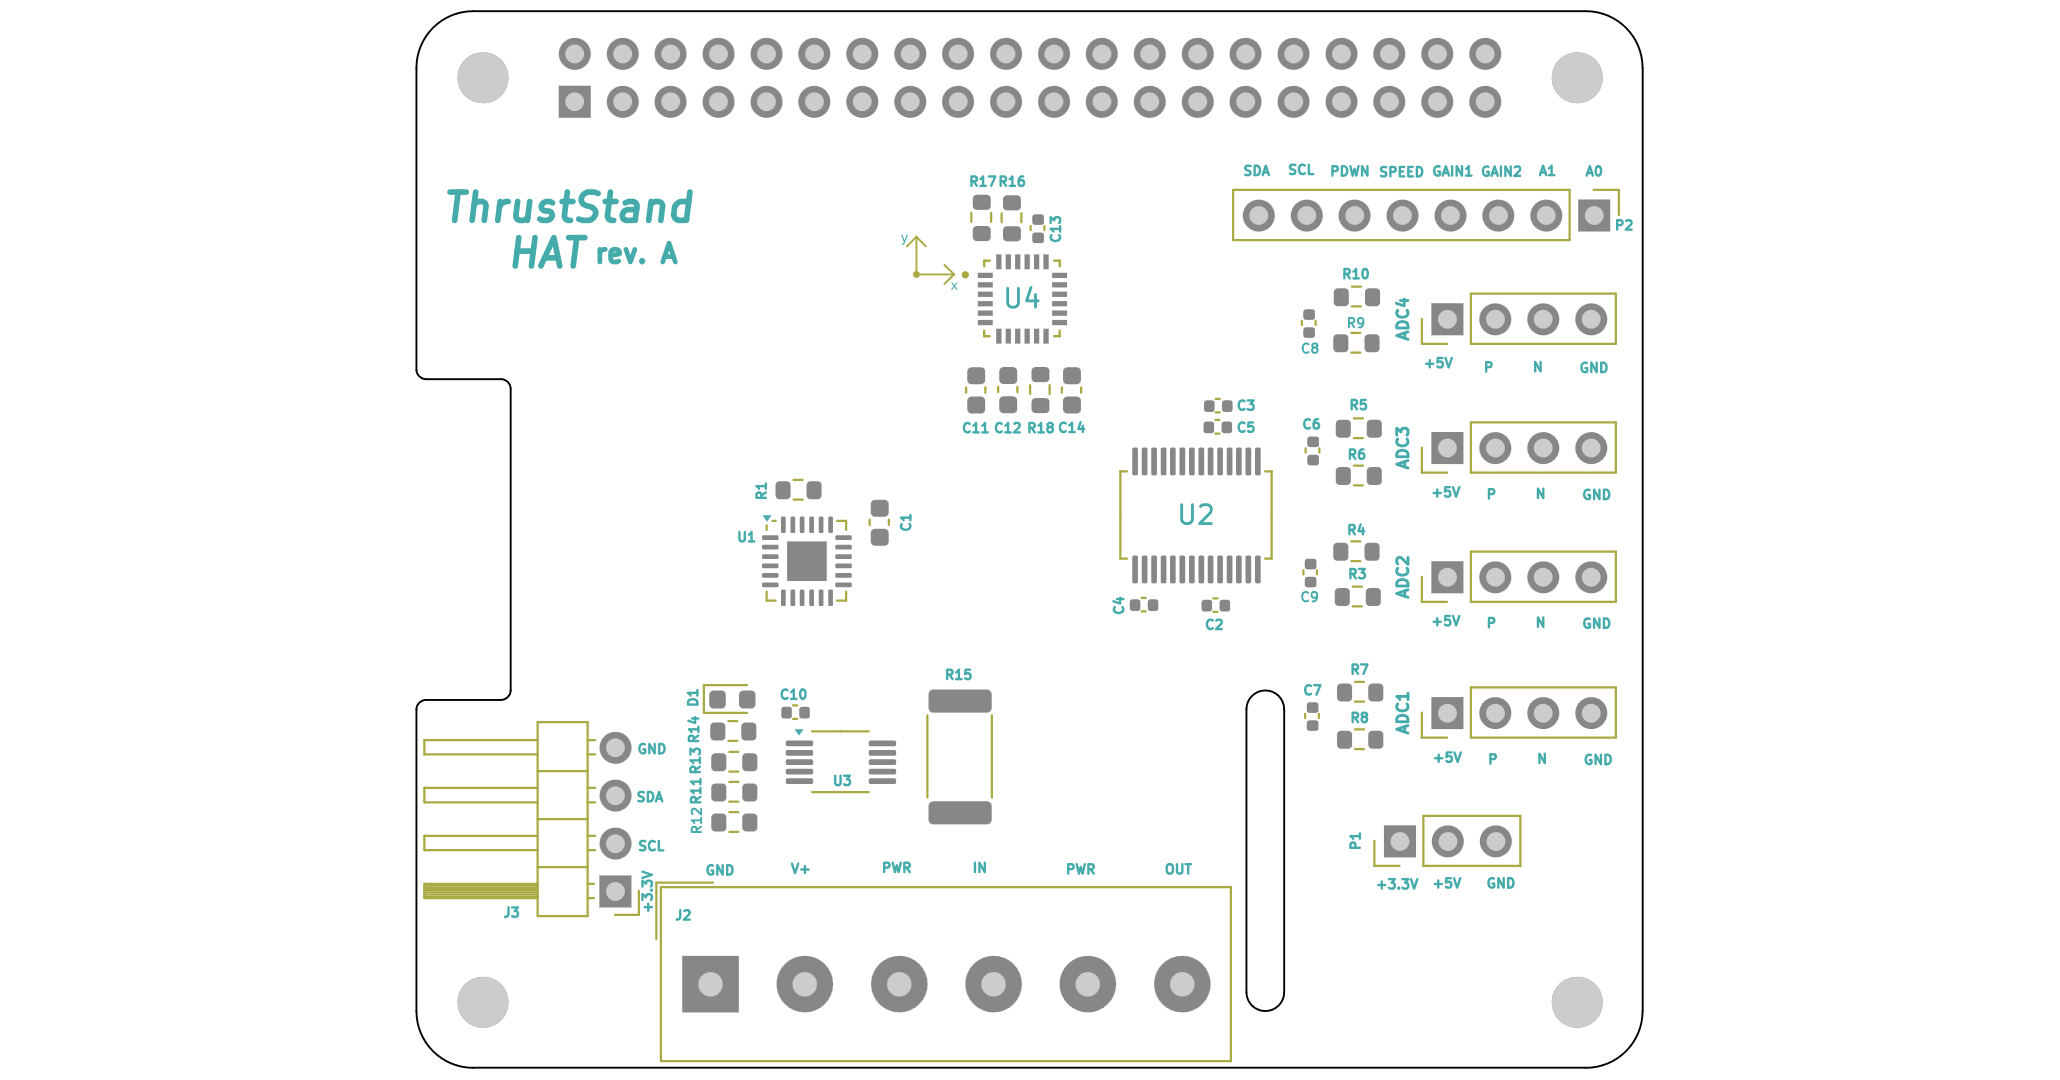 SDA SCL PDWN SPEED GAIN1 GAIN2 A1 A0
P2
ThrustStand
HAT rev. A
R17 R16
C13
y
x
U4
C11 C12 R18 C14
R10
R9
C8
ADC4
+5V P N GND
C3
C5
U2
C4
C2
R5
C6
R6
ADC3
+5V P N GND
R1
C1
U1
R4
R3
C9
ADC2
+5V P N GND
R7
C7
R8
ADC1
+5V P N GND
R15
D1
C10
R14
R13
R11
R12
U3
GND
SDA
SCL
+3.3V
J3
P1
+3.3V +5V GND
GND V+ PWR IN PWR OUT
J2